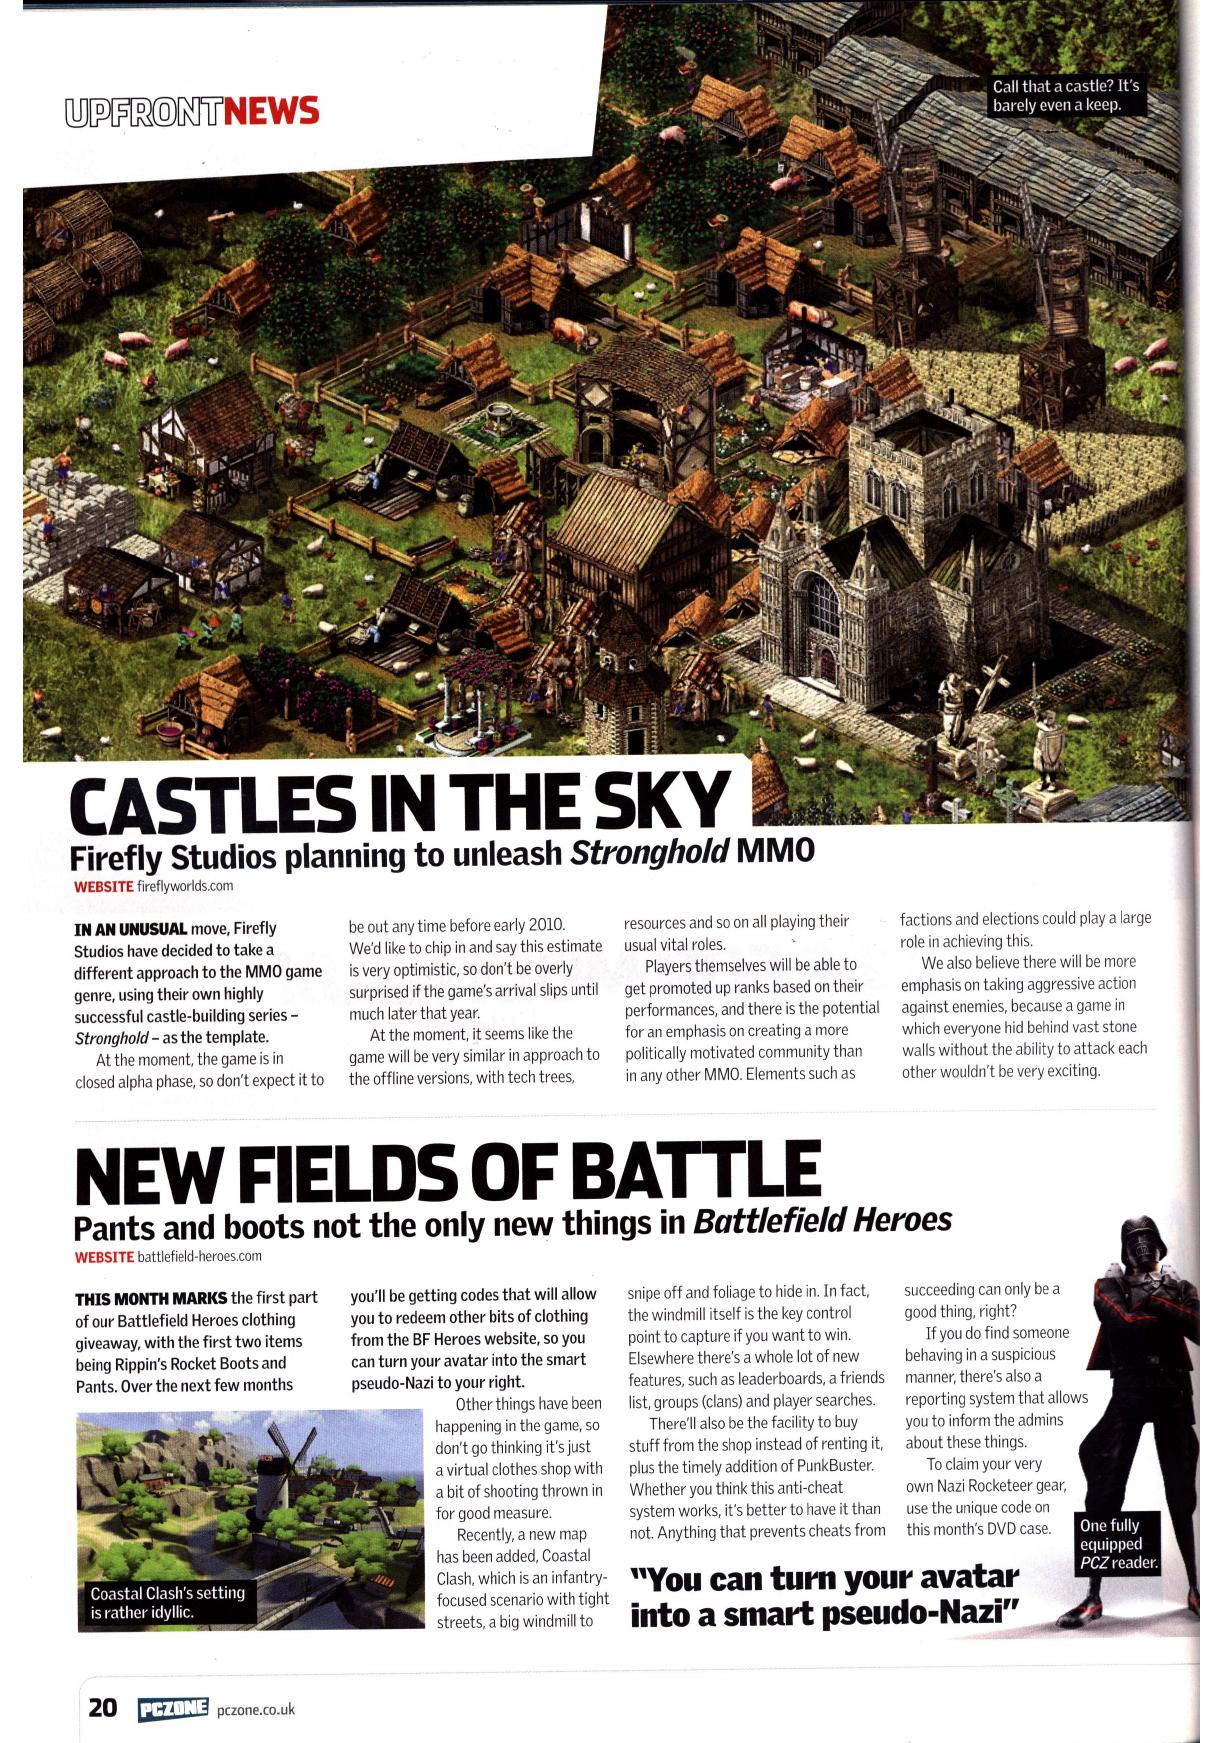 UPFRONTNEWS
Call that a castle? It's
barely even a keep.
CASTLES IN THE SKY
Firefly Studios planning to unleash Stronghold MMO
WEBSITE fireflyworlds.com
IN AN UNUSUAL move, Firefly
Studios have decided to take a
different approach to the MMO game
genre, using their own highly
successful castle-building series –
Stronghold – as the template.
At the moment, the game is in
closed alpha phase, so don't expect it to
be out any time before early 2010.
We'd like to chip in and say this estimate
is very optimistic, so don't be overly
surprised if the game's arrival slips until
much later that year.
At the moment, it seems like the
game will be very similar in approach to
the offline versions, with tech trees,
resources and so on all playing their
usual vital roles.
Players themselves will be able to
get promoted up ranks based on their
performances, and there is the potential
for an emphasis on creating a more
politically motivated community than
in any other MMO. Elements such as
factions and elections could play a large
role in achieving this.
We also believe there will be more
emphasis on taking aggressive action
against enemies, because a game in
which everyone hid behind vast stone
walls without the ability to attack each
other wouldn't be very exciting.
NEW FIELDS OF BATTLE
Pants and boots not the only new things in Battlefield Heroes
WEBSITE battlefield-heroes.com
THIS MONTH MARKS the first part
of our Battlefield Heroes clothing
giveaway, with the first two items
being Rippin's Rocket Boots and
Pants. Over the next few months
you'll be getting codes that will allow
you to redeem other bits of clothing
from the BF Heroes website, so you
can turn your avatar into the smart
pseudo-Nazi to your right.
Other things have been
happening in the game, so
don't go thinking it's just
a virtual clothes shop with
a bit of shooting thrown in
for good measure.
Recently, a new map
has been added, Coastal
Clash, which is an infantry-
focused scenario with tight
streets, a big windmill to
snipe off and foliage to hide in. In fact,
the windmill itself is the key control
point to capture if you want to win.
Elsewhere there's a whole lot of new
features, such as leaderboards, a friends
list, groups (clans) and player searches.
There'll also be the facility to buy
stuff from the shop instead of renting it,
plus the timely addition of PunkBuster.
Whether you think this anti-cheat
system works, it's better to have it than
not. Anything that prevents cheats from
succeeding can only be a
good thing, right?
If you do find someone
behaving in a suspicious
manner, there's also a
reporting system that allows
you to inform the admins
about these things.
To claim your very
own Nazi Rocketeer gear,
use the unique code on
this month's DVD case.
Coastal Clash's setting
is rather idyllic.
"You can turn your avatar
into a smart pseudo-Nazi"
One fully
equipped
PCZ reader.
20 PCZONE pczone.co.uk